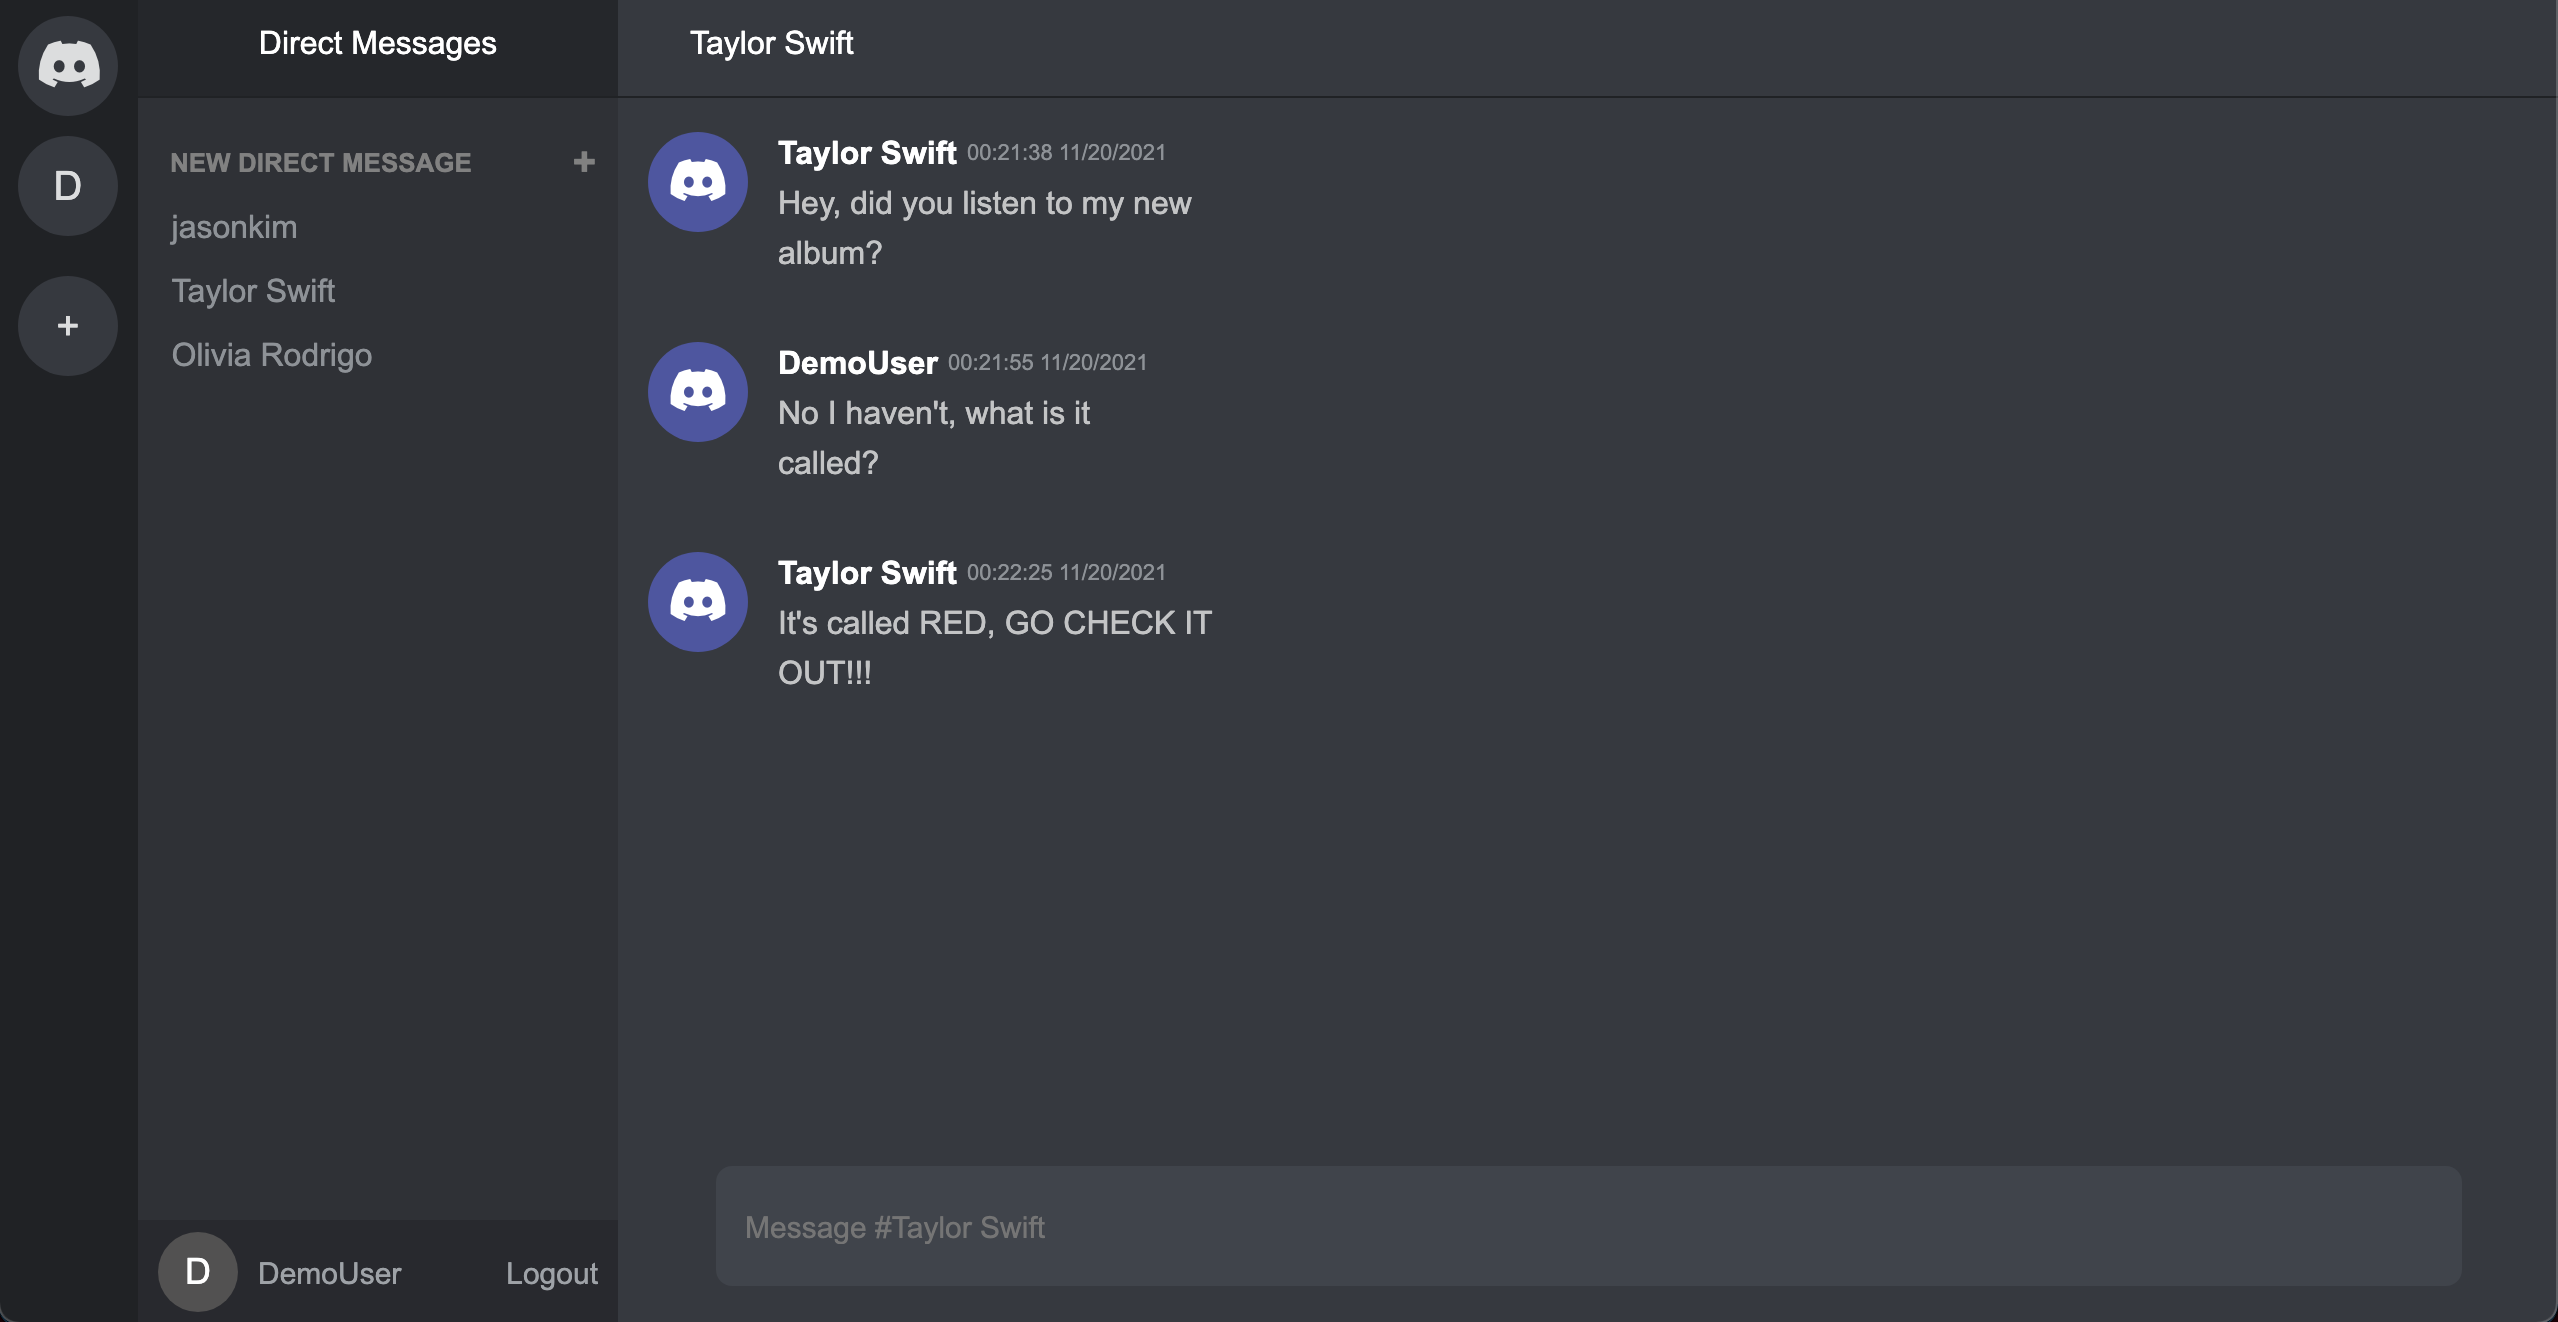 Direct Messages
Taylor Swift
D
+
NEW DIRECT MESSAGE +
jasonkim
Taylor Swift
Olivia Rodrigo
Taylor Swift 00:21:38 11/20/2021
Hey, did you listen to my new
album?
DemoUser 00:21:55 11/20/2021
No I haven't, what is it
called?
Taylor Swift 00:22:25 11/20/2021
It's called RED, GO CHECK IT
OUT!!!
Message #Taylor Swift
D DemoUser Logout